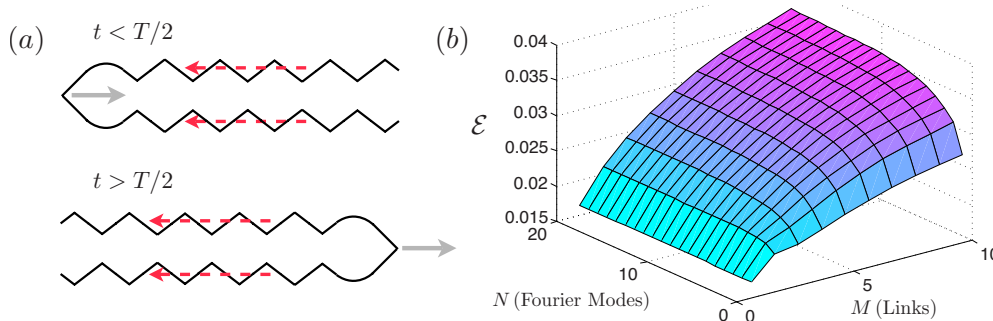 (a)
t < T/2
t > T/2
(b)
0.04
0.035
0.03
0.025
0.02
0.015
ℰ
20
10
0
N (Fourier Modes)
0
5
10
M (Links)